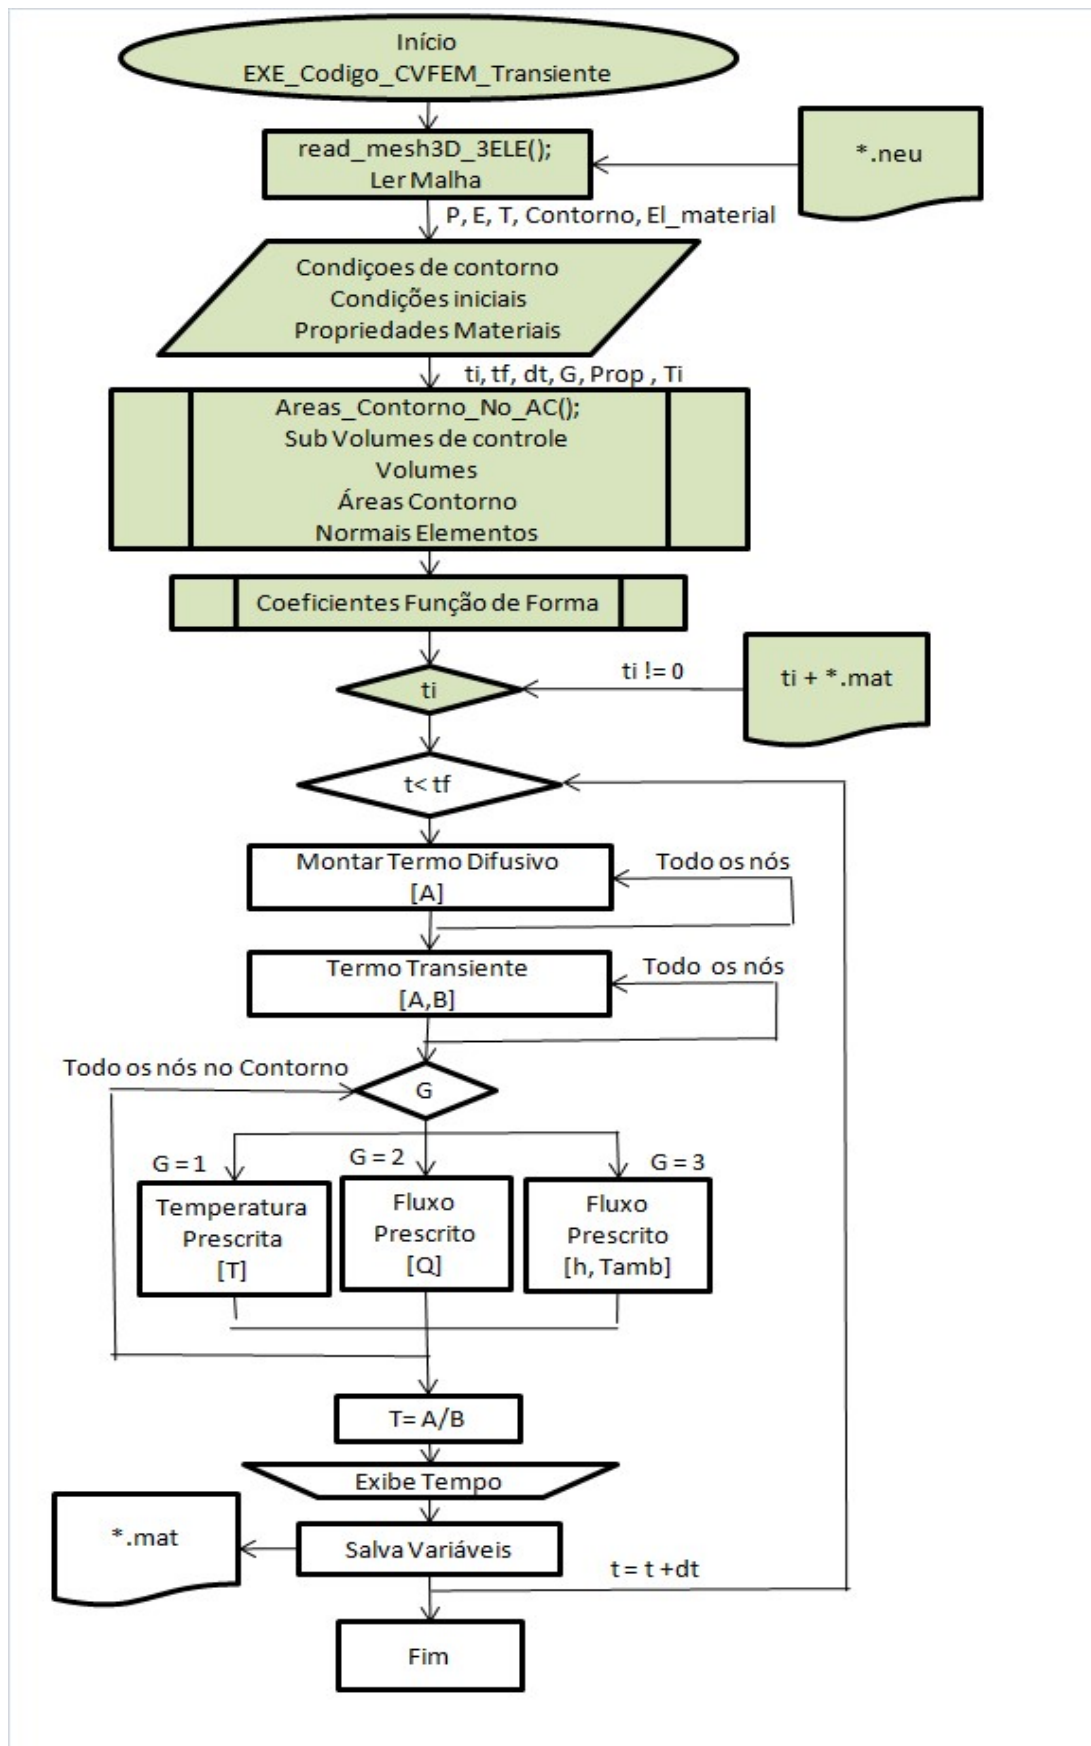 Início
EXE_Codigo_CVFEM_Transiente
read_mesh3D_3ELE();
Ler Malha
*.neu
P, E, T, Contorno, El_material
Condiçoes de contorno
Condições iniciais
Propriedades Materiais
ti, tf, dt, G, Prop , Ti
Areas_Contorno_No_AC();
Sub Volumes de controle
Volumes
Áreas Contorno
Normais Elementos
Coeficientes Função de Forma
ti
ti != 0
ti + *.mat
t< tf
Montar Termo Difusivo
[A]
Todo os nós
Termo Transiente
[A,B]
Todo os nós
Todo os nós no Contorno
G
G = 1
G = 2
G = 3
Temperatura
Prescrita
[T]
Fluxo
Prescrito
[Q]
Fluxo
Prescrito
[h, Tamb]
T= A/B
Exibe Tempo
*.mat
Salva Variáveis
t = t +dt
Fim